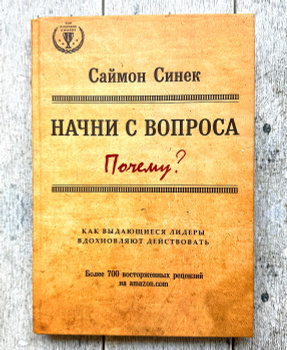 Саймон Синек
НАЧНИ С ВОПРОСА
Почему?
КАК ВЫДАЮЩИЕСЯ ЛИДЕРЫ
ВДОХНОВЛЯЮТ ДЕЙСТВОВАТЬ
Более 700 восторженных рецензий
на amazon.com